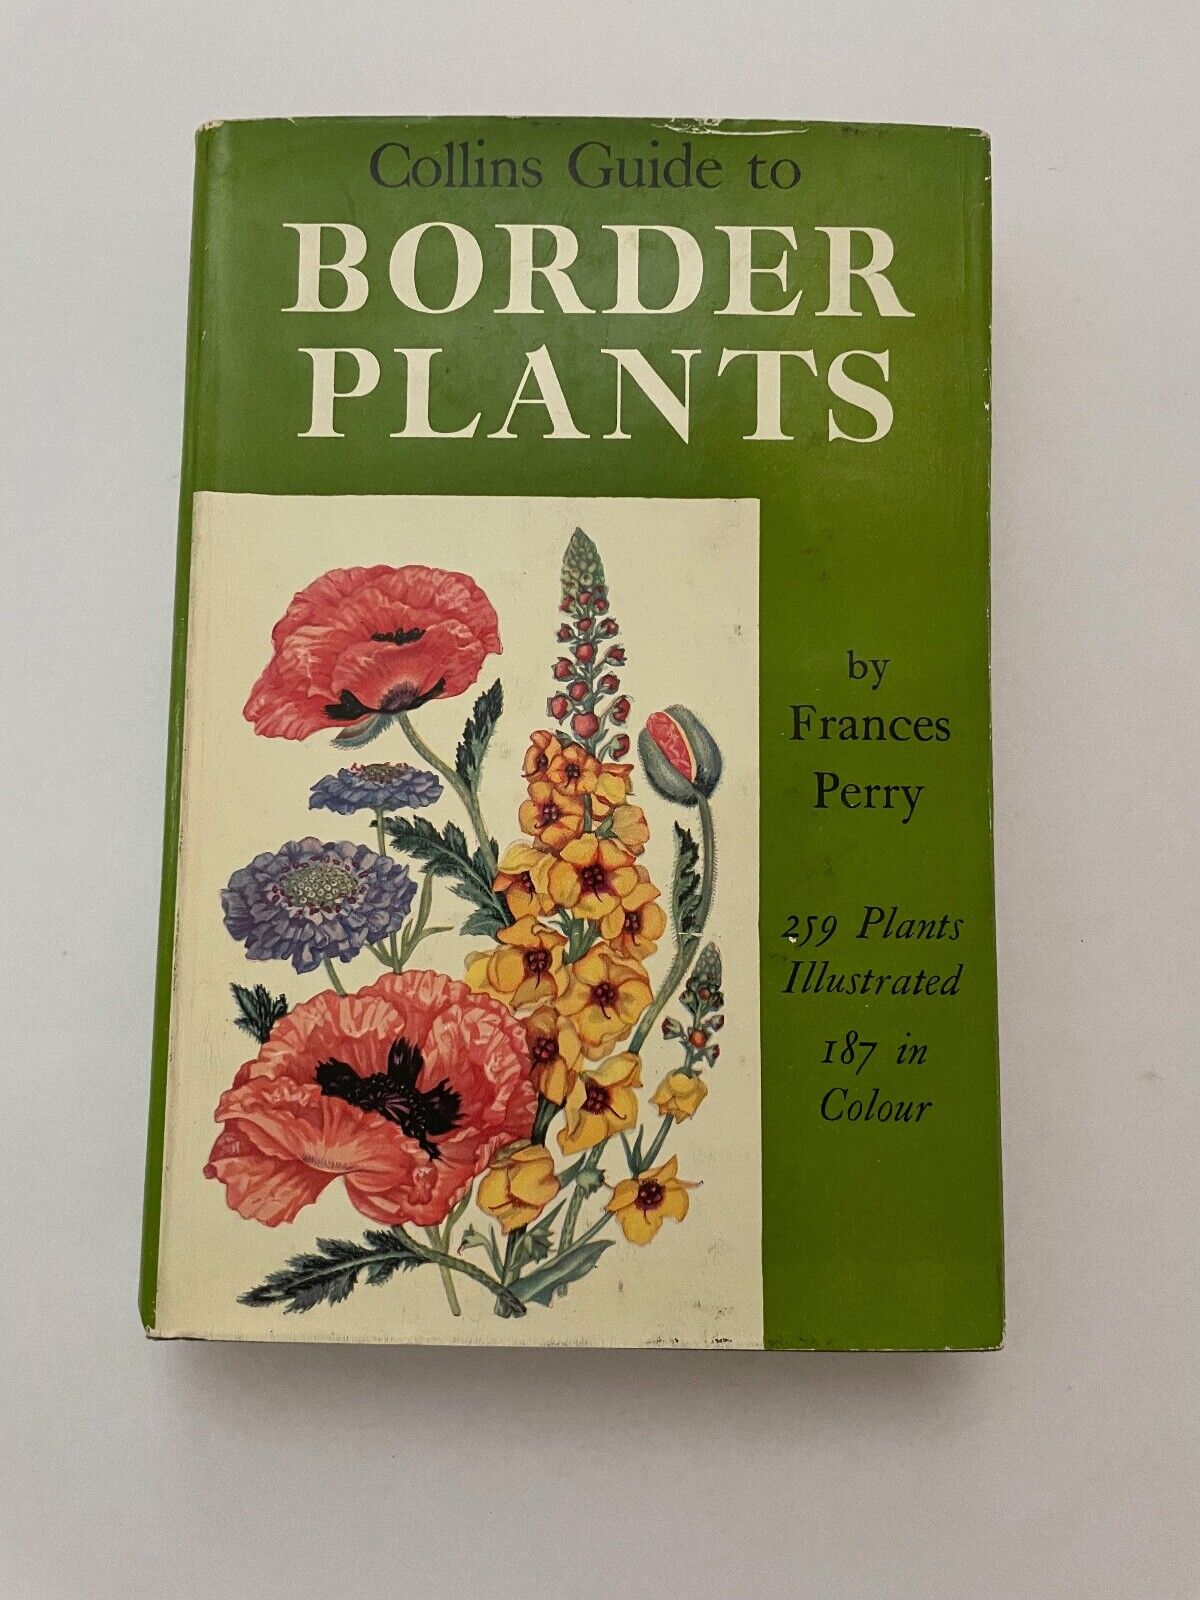 Collins Guide to
BORDER
PLANTS
by
Frances
Perry
259 Plants
Illustrated
187 in
Colour